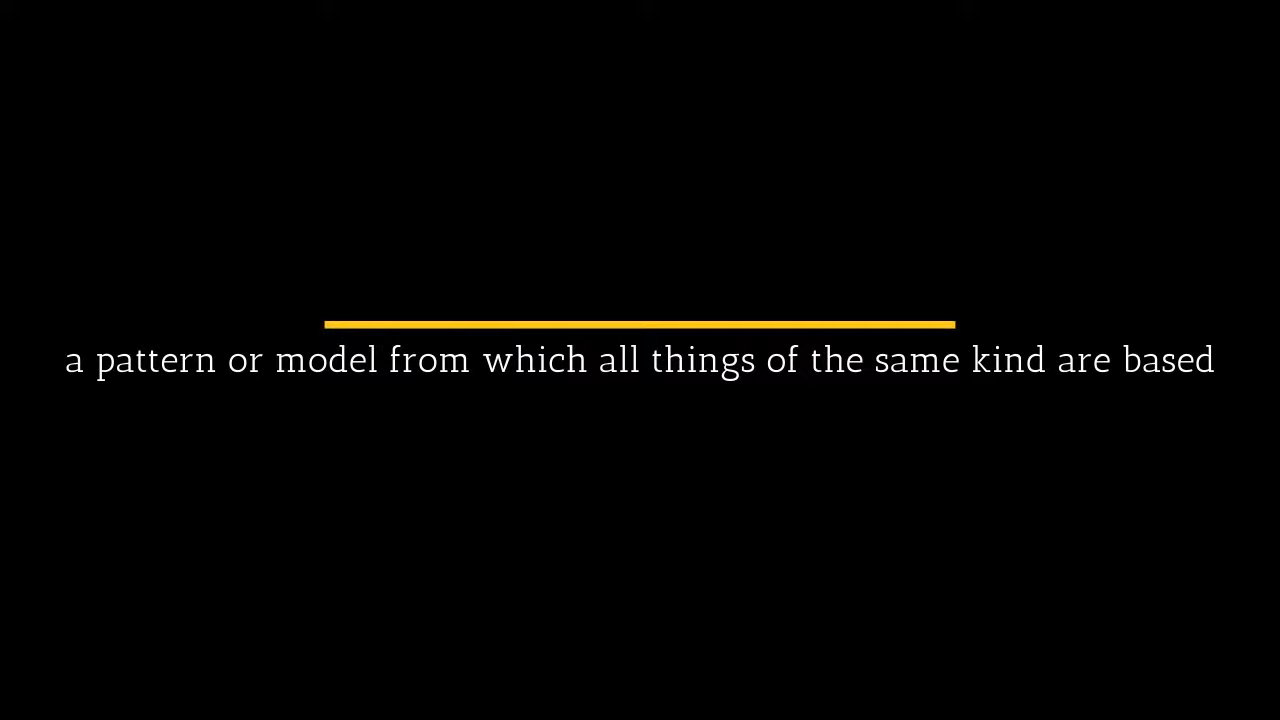 a pattern or model from which all things of the same kind are based